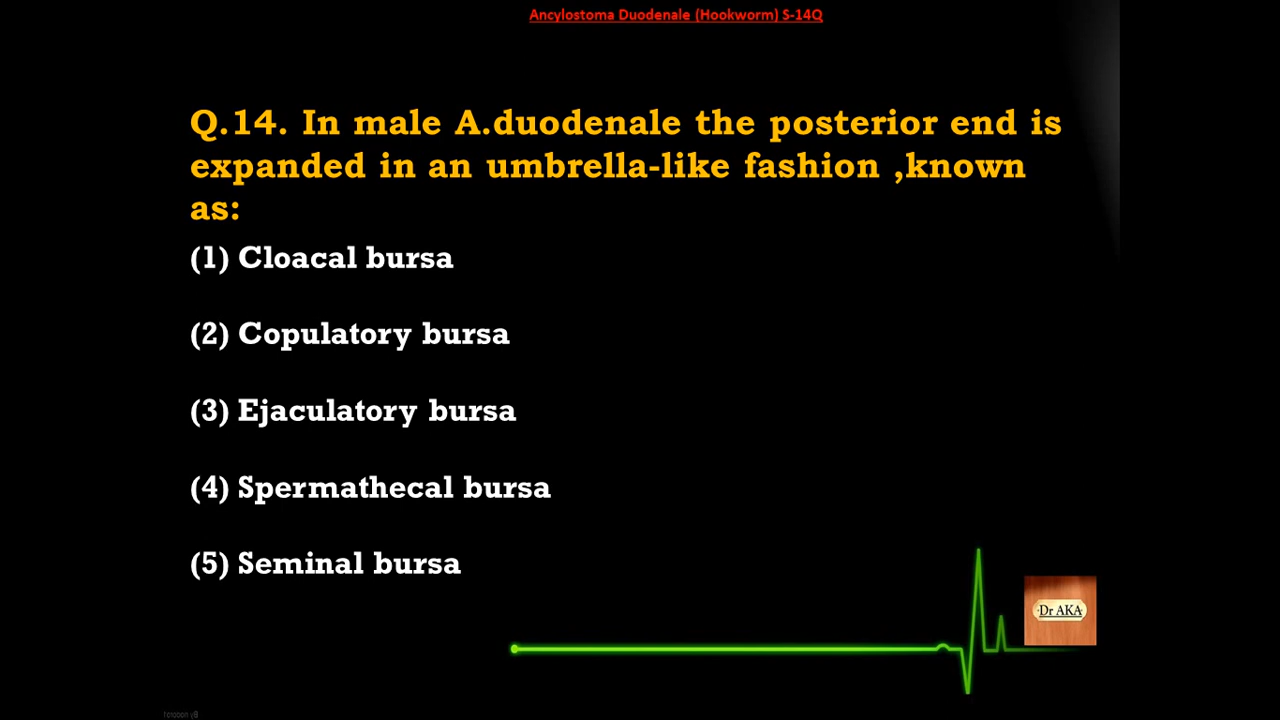 Ancylostoma Duodenale (Hookworm) S-14Q
Q.14. In male A.duodenale the posterior end is
expanded in an umbrella-like fashion ,known
as:
(1) Cloacal bursa
(2) Copulatory bursa
(3) Ejaculatory bursa
(4) Spermathecal bursa
(5) Seminal bursa
Dr AKA